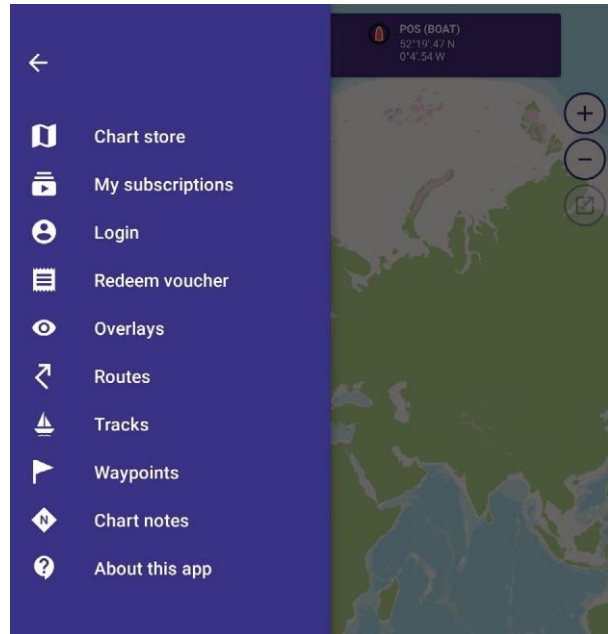 POS (BOAT)
52°19'.47 N
0°4'.54 W
Chart store
My subscriptions
Login
Redeem voucher
Overlays
Routes
Tracks
Waypoints
N
Chart notes
About this app